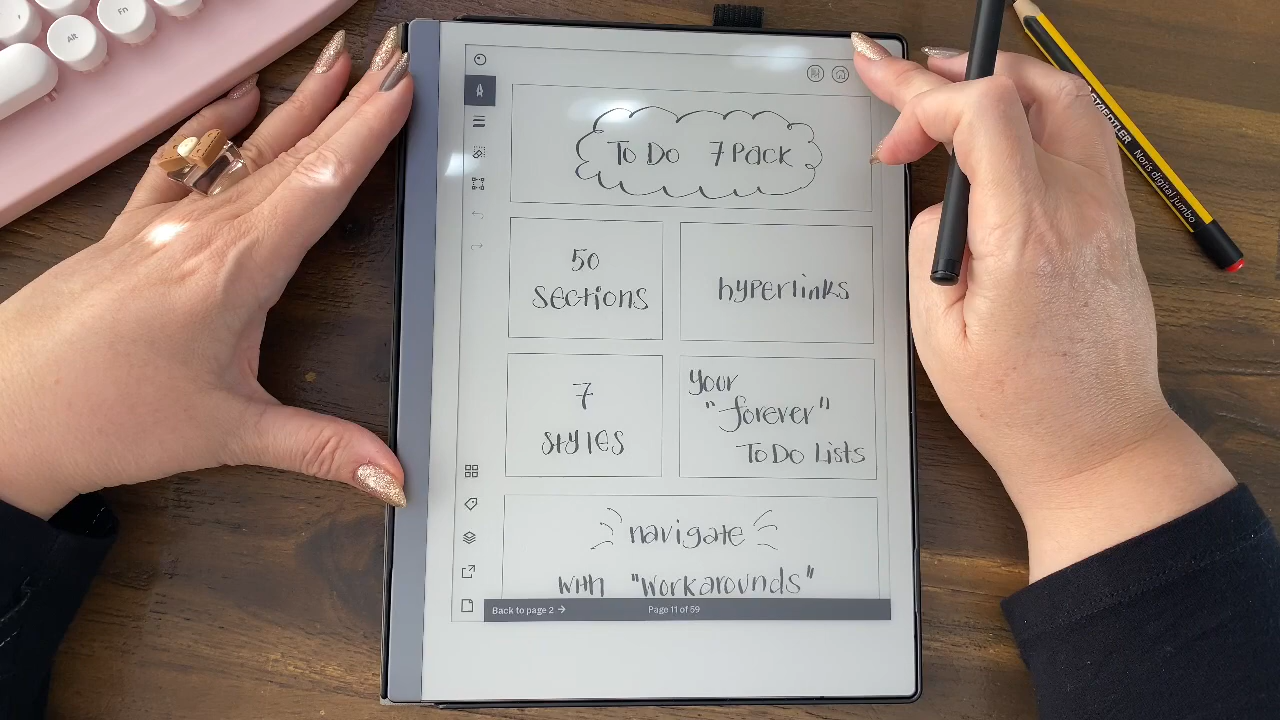 Fn
Alt
To Do 7 Pack
50
sections
hyperlinks
7
styles
Your
"forever"
To Do Lists
navigate
with "workarounds"
Back to page 2 →
Page 11 of 59
STAEDTLER Noris digital jumbo